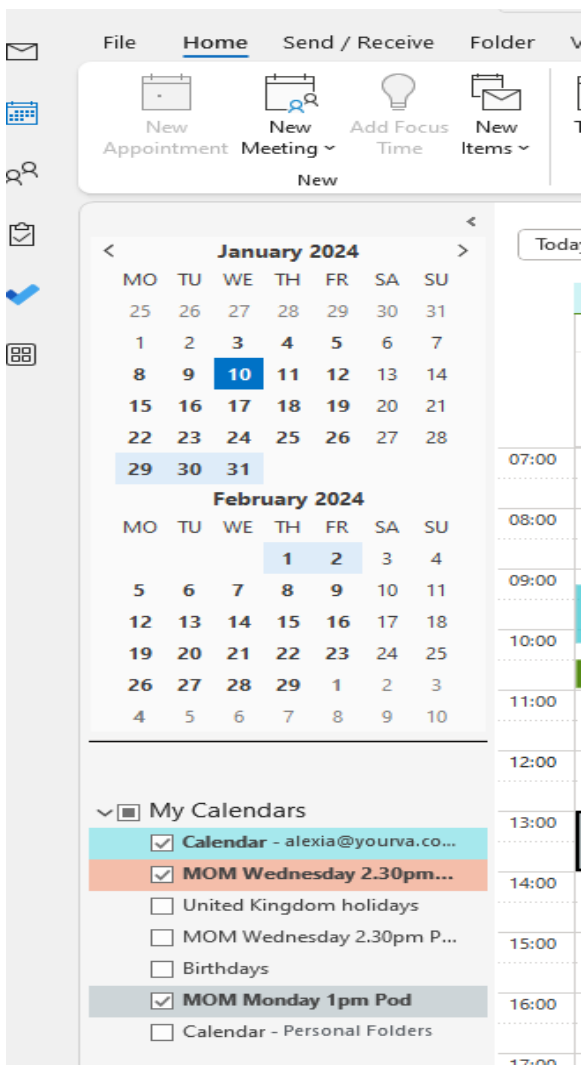 File Home Send / Receive Folder V
New Appointment
New Meeting
Add Focus Time
New Items
T
New
Today
January 2024
MO TU WE TH FR SA SU
25 26 27 28 29 30 31
1 2 3 4 5 6 7
8 9 10 11 12 13 14
15 16 17 18 19 20 21
22 23 24 25 26 27 28
29 30 31
February 2024
MO TU WE TH FR SA SU
1 2 3 4
5 6 7 8 9 10 11
12 13 14 15 16 17 18
19 20 21 22 23 24 25
26 27 28 29 1 2 3
4 5 6 7 8 9 10
My Calendars
Calendar - alexia@yourva.co...
MOM Wednesday 2.30pm...
United Kingdom holidays
MOM Wednesday 2.30pm P...
Birthdays
MOM Monday 1pm Pod
Calendar - Personal Folders
07:00
08:00
09:00
10:00
11:00
12:00
13:00
14:00
15:00
16:00
17:00